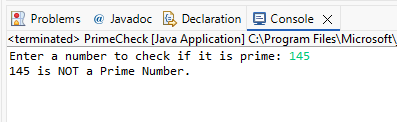 Problems @ Javadoc Declaration Console ×
<terminated> PrimeCheck [Java Application] C:\Program Files\Microsoft\
Enter a number to check if it is prime: 145
145 is NOT a Prime Number.